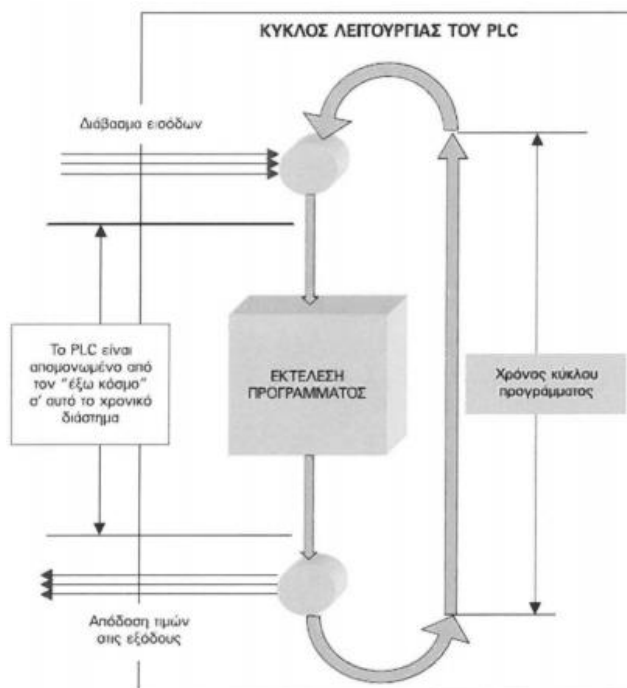 ΚΥΚΛΟΣ ΛΕΙΤΟΥΡΓΙΑΣ ΤΟΥ PLC
Διάβασμα εισόδων
Το PLC είναι
απομονωμένο από
τον "έξω κόσμο"
σ' αυτό το χρονικό
διάστημα
ΕΚΤΕΛΕΣΗ
ΠΡΟΓΡΑΜΜΑΤΟΣ
Χρόνος κύκλου
προγράμματος
Απόδοση τιμών
στις εξόδους